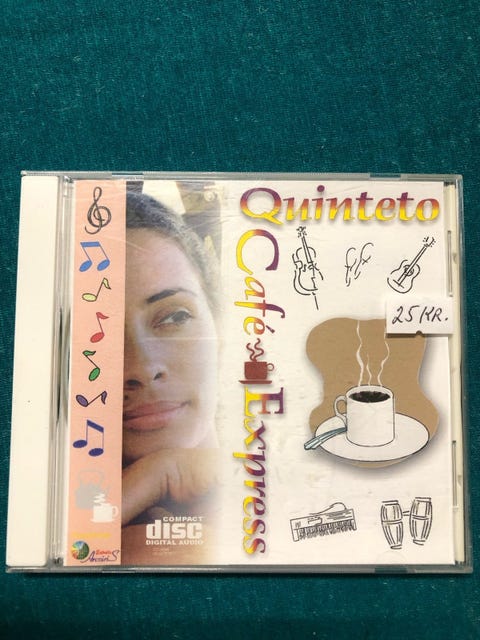 Quinteto
Café Express
25 KR.
COMPACT
disc
DIGITAL AUDIO